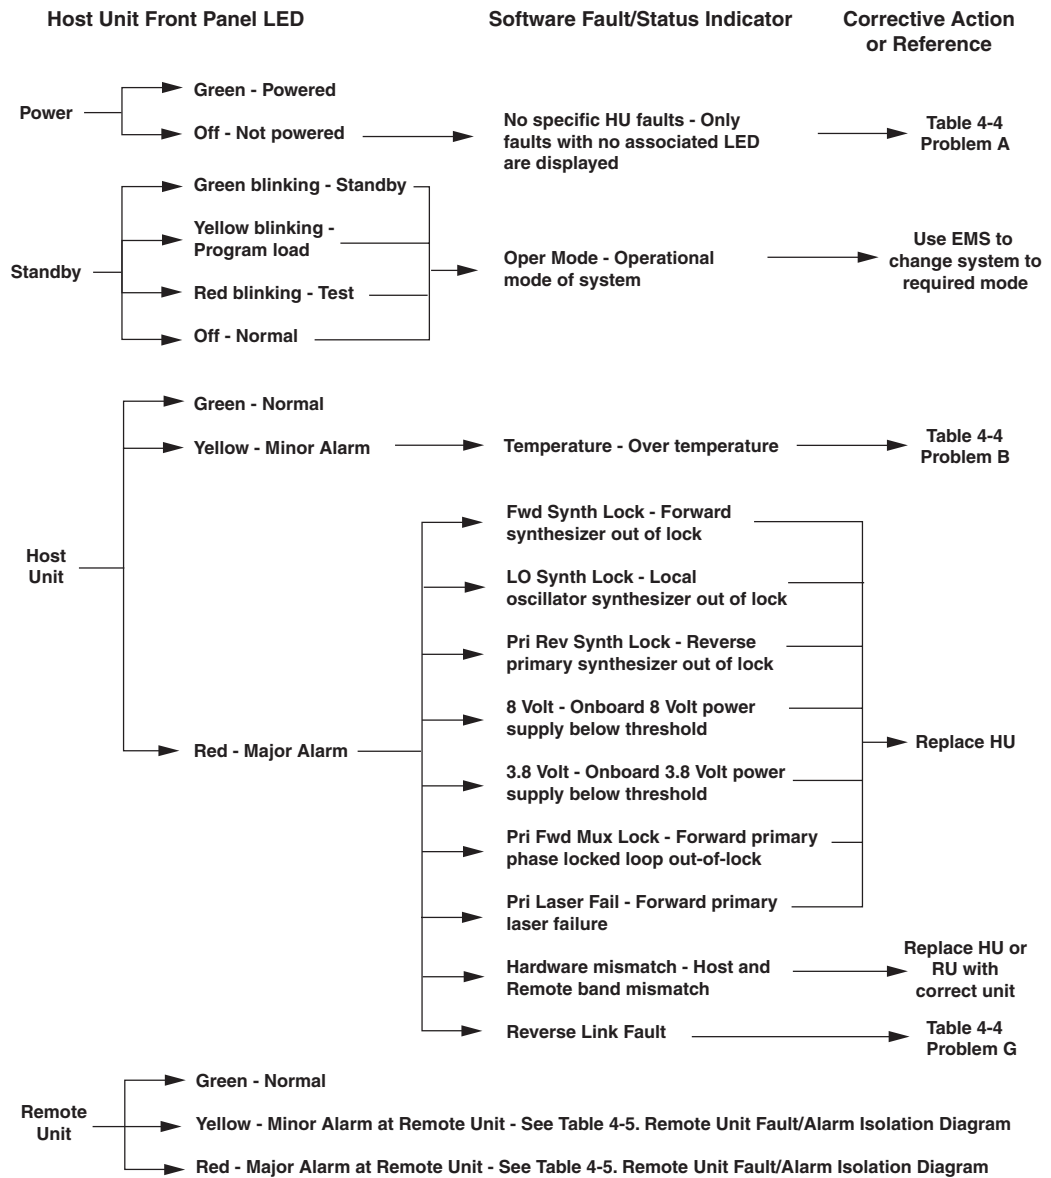 Host Unit Front Panel LED
Software Fault/Status Indicator
Corrective Action
or Reference
Power
Green - Powered
Off - Not powered
No specific HU faults - Only
faults with no associated LED
are displayed
Table 4-4
Problem A
Standby
Green blinking - Standby
Yellow blinking -
Program load
Red blinking - Test
Off - Normal
Oper Mode - Operational
mode of system
Use EMS to
change system to
required mode
Host
Unit
Green - Normal
Yellow - Minor Alarm
Temperature - Over temperature
Table 4-4
Problem B
Red - Major Alarm
Fwd Synth Lock - Forward
synthesizer out of lock
LO Synth Lock - Local
oscillator synthesizer out of lock
Pri Rev Synth Lock - Reverse
primary synthesizer out of lock
8 Volt - Onboard 8 Volt power
supply below threshold
3.8 Volt - Onboard 3.8 Volt power
supply below threshold
Pri Fwd Mux Lock - Forward primary
phase locked loop out-of-lock
Pri Laser Fail - Forward primary
laser failure
Replace HU
Hardware mismatch - Host and
Remote band mismatch
Replace HU or
RU with
correct unit
Reverse Link Fault
Table 4-4
Problem G
Remote
Unit
Green - Normal
Yellow - Minor Alarm at Remote Unit - See Table 4-5. Remote Unit Fault/Alarm Isolation Diagram
Red - Major Alarm at Remote Unit - See Table 4-5. Remote Unit Fault/Alarm Isolation Diagram